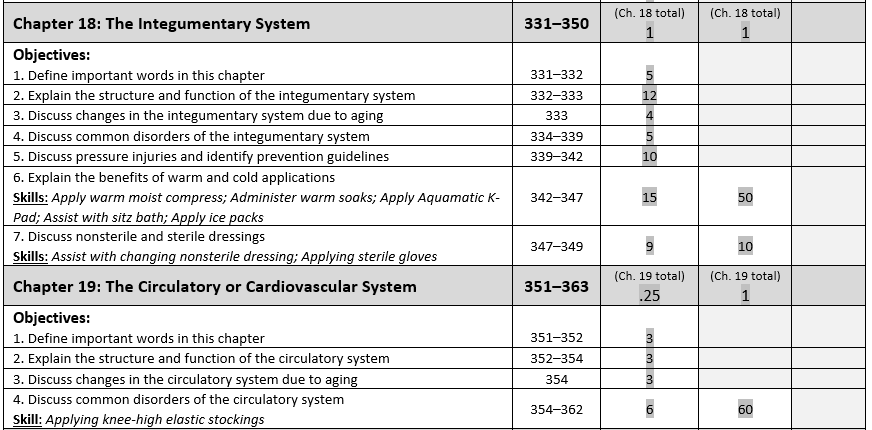 Chapter 18: The Integumentary System 331–350 (Ch. 18 total) 1 (Ch. 18 total) 1
Objectives:
1. Define important words in this chapter 331–332 5
2. Explain the structure and function of the integumentary system 332–333 12
3. Discuss changes in the integumentary system due to aging 333 4
4. Discuss common disorders of the integumentary system 334–339 5
5. Discuss pressure injuries and identify prevention guidelines 339–342 10
6. Explain the benefits of warm and cold applications
Skills: Apply warm moist compress; Administer warm soaks; Apply Aquamatic K- 342–347 15 50
Pad; Assist with sitz bath; Apply ice packs
7. Discuss nonsterile and sterile dressings
Skills: Assist with changing nonsterile dressing; Applying sterile gloves 347–349 9 10
Chapter 19: The Circulatory or Cardiovascular System 351–363 (Ch. 19 total) .25 (Ch. 19 total) 1
Objectives:
1. Define important words in this chapter 351–352 3
2. Explain the structure and function of the circulatory system 352–354 3
3. Discuss changes in the circulatory system due to aging 354 3
4. Discuss common disorders of the circulatory system
Skill: Applying knee-high elastic stockings 354–362 6 60